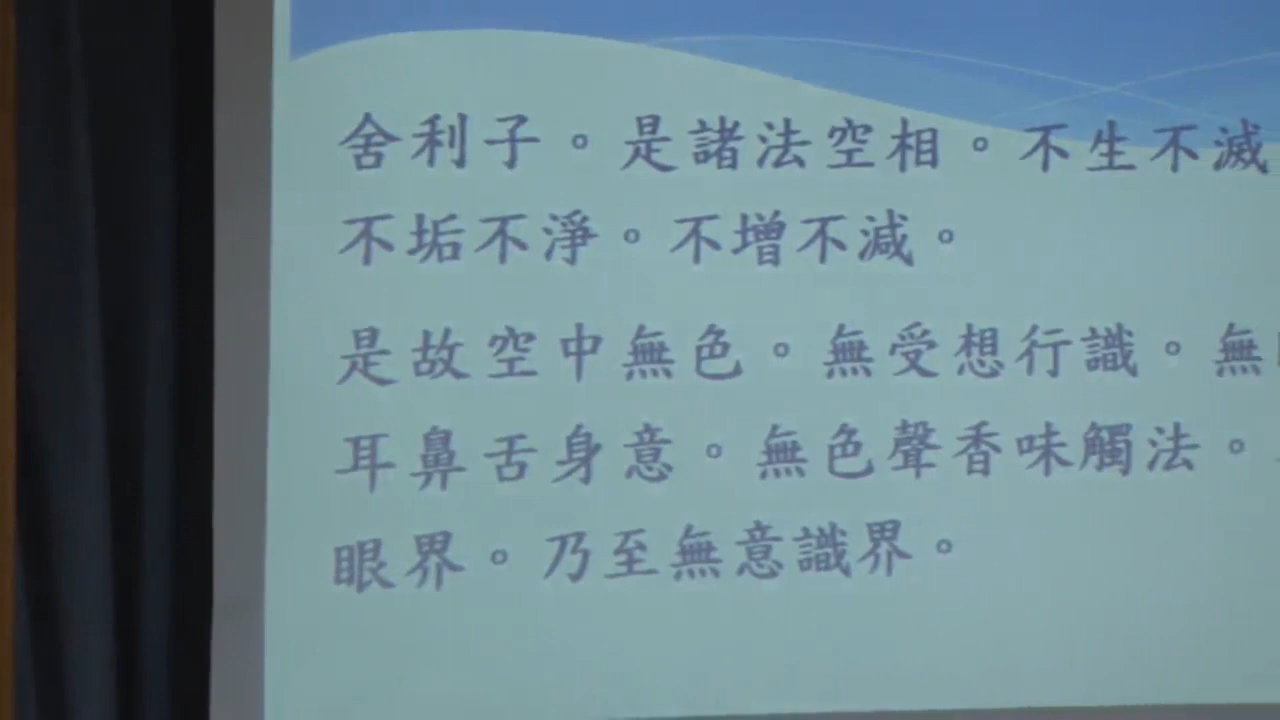 舍利子。是諸法空相。不生不滅
不垢不淨。不增不減。
是故空中無色。無受想行識。無
耳鼻舌身意。無色聲香味觸法。
眼界。乃至無意識界。